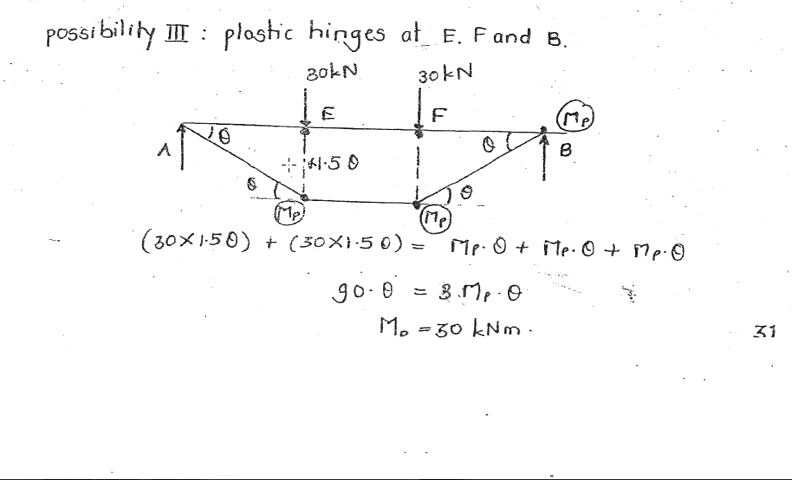 possibility III : plastic hinges at E. F and B.
30kN 30kN
E F Mp
θ θ
A B
1.5 θ
θ θ
Mp Mp
(30×1.5θ) + (30×1.5θ) = Mp.θ + Mp.θ + Mp.θ
90.θ = 3.Mp.θ
Mp = 30 kNm.
31